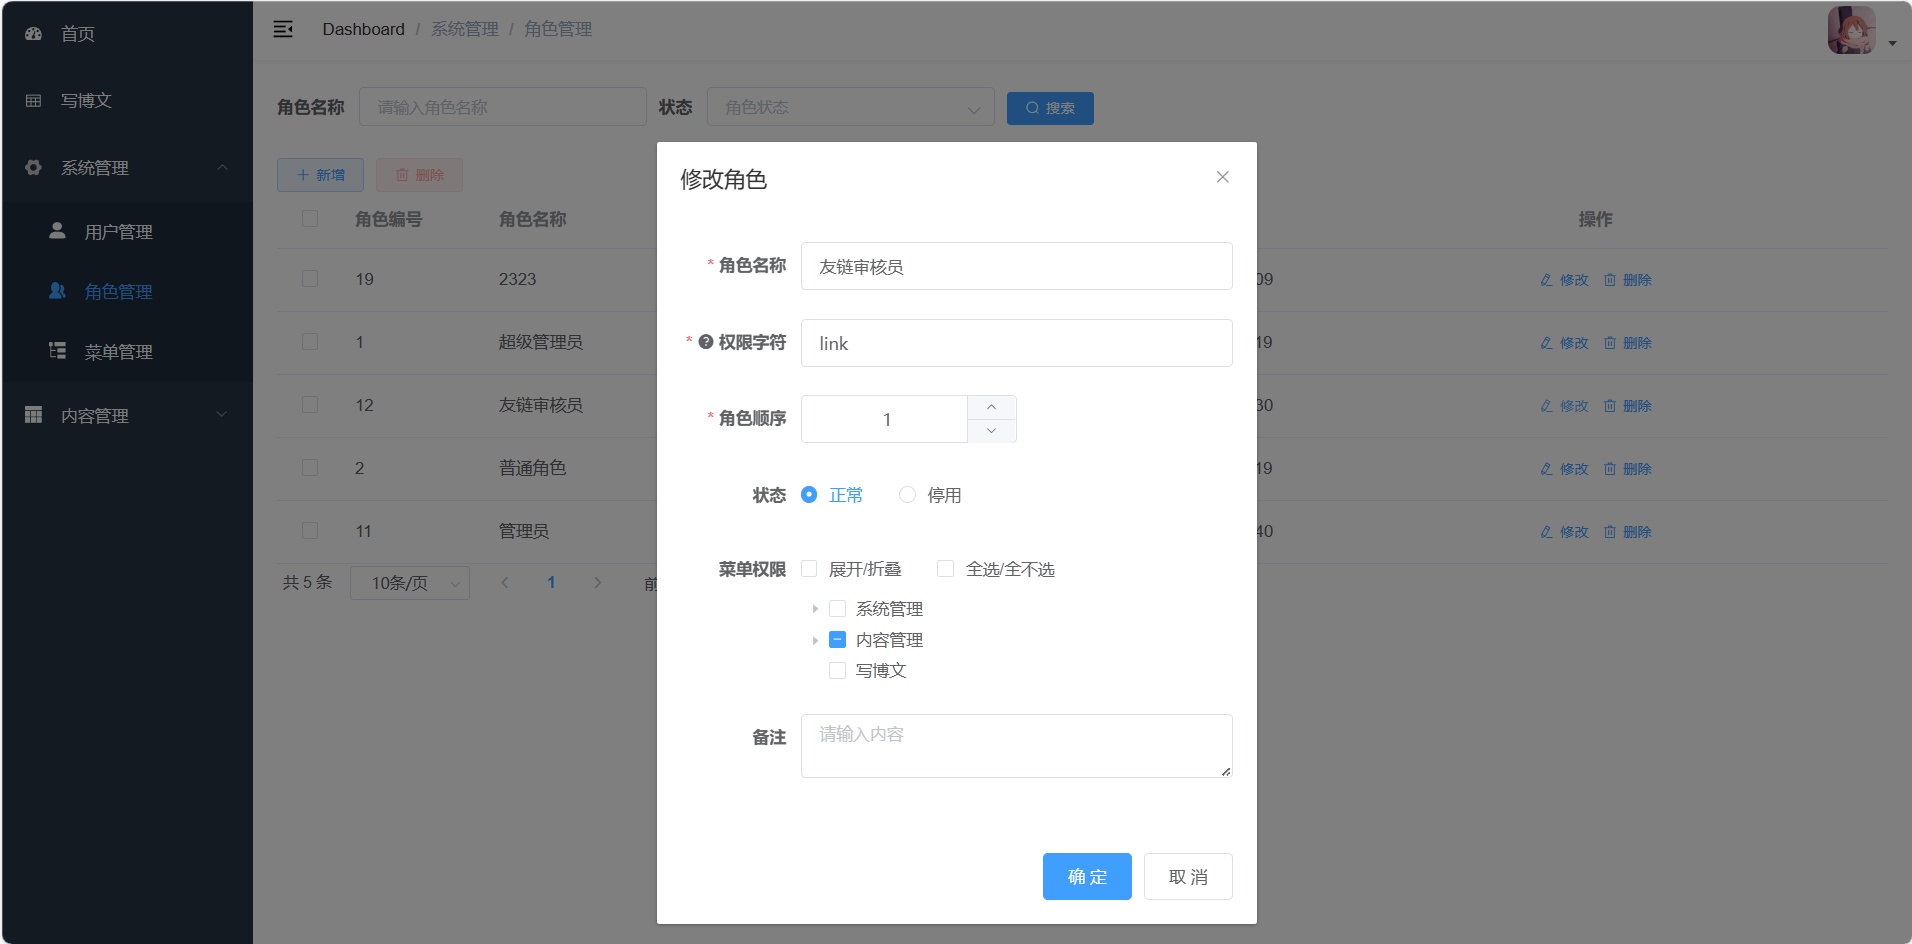 首页
写博文
系统管理
用户管理
角色管理
菜单管理
内容管理
Dashboard / 系统管理 / 角色管理
角色名称 请输入角色名称 状态 角色状态 搜索
新增 删除
角色编号 角色名称 操作
19 2323 09 修改 删除
1 超级管理员 19 修改 删除
12 友链审核员 30 修改 删除
2 普通角色 19 修改 删除
11 管理员 40 修改 删除
共 5 条 10条/页 1 前
修改角色
* 角色名称 友链审核员
* 权限字符 link
* 角色顺序 1
状态 正常 停用
菜单权限 展开/折叠 全选/全不选
系统管理
内容管理
写博文
备注 请输入内容
确 定 取 消